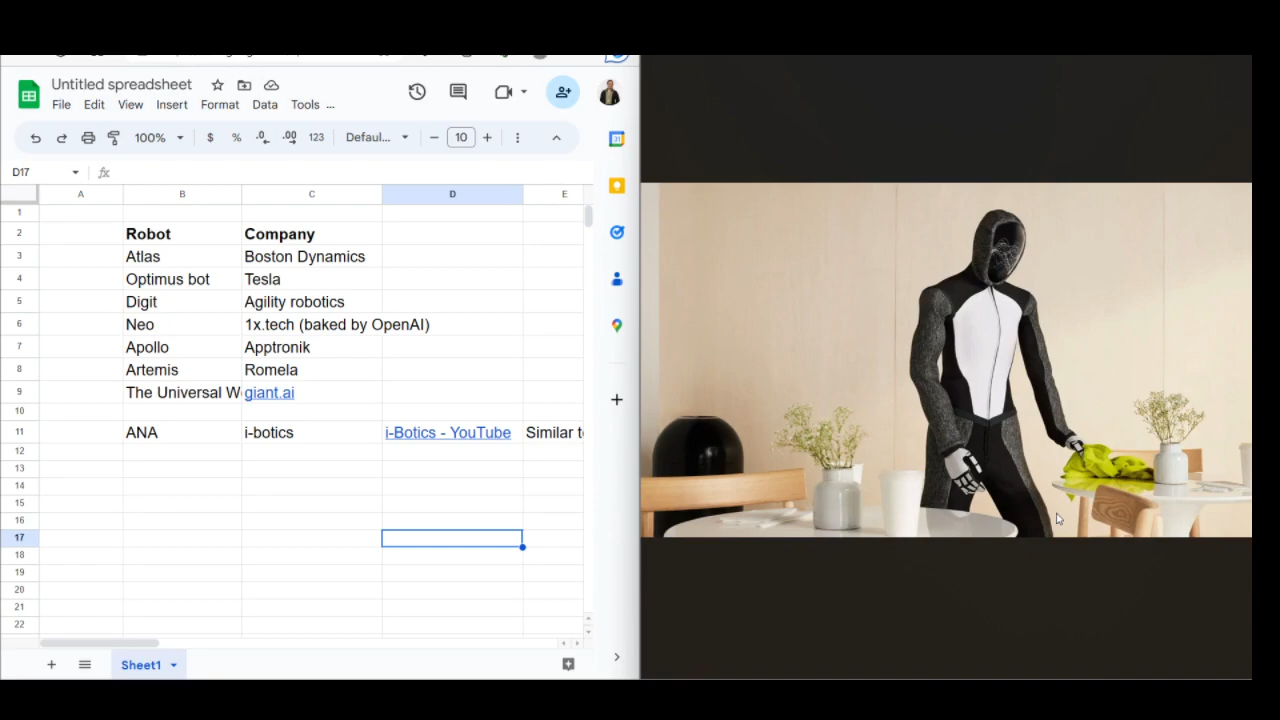 Untitled spreadsheet
File Edit View Insert Format Data Tools ...
100% $ % .0 .00 123 Defaul... − 10 +
D17 fx
A B C D E
1
2 Robot Company
3 Atlas Boston Dynamics
4 Optimus bot Tesla
5 Digit Agility robotics
6 Neo 1x.tech (baked by OpenAI)
7 Apollo Apptronik
8 Artemis Romela
9 The Universal W giant.ai
10
11 ANA i-botics i-Botics - YouTube Similar t
12
13
14
15
16
17
18
19
20
21
22
Sheet1